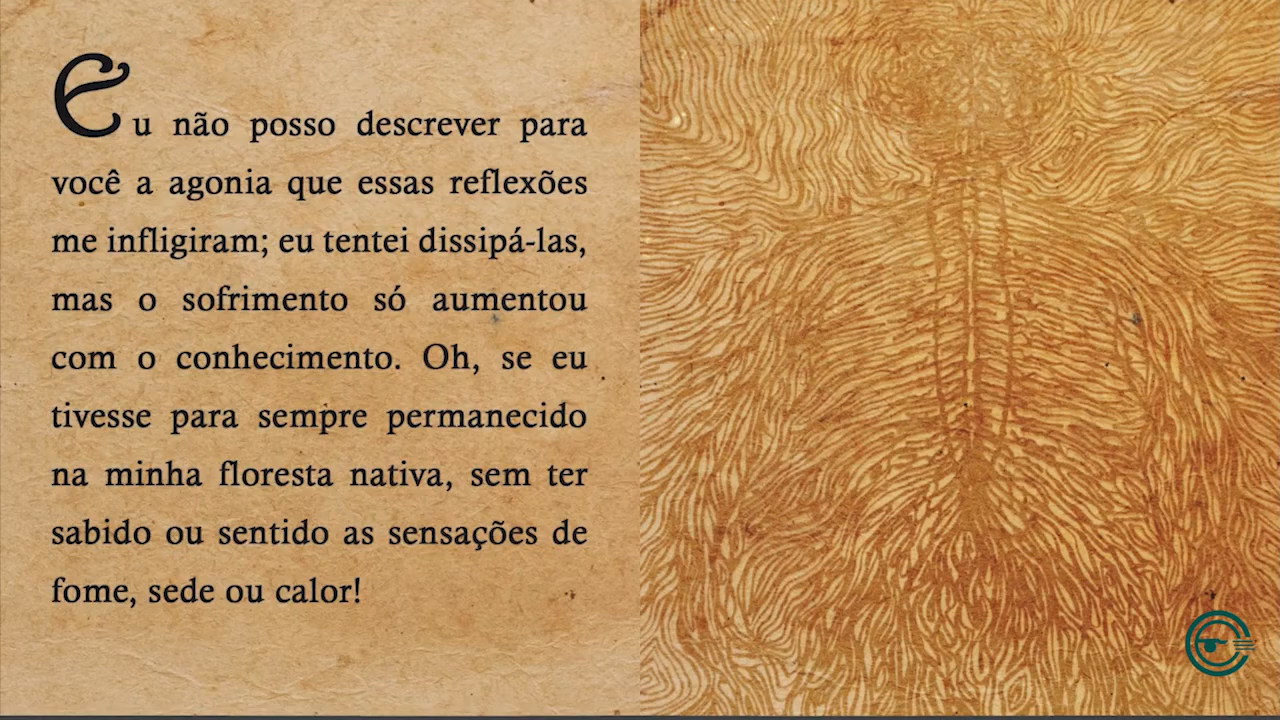 Eu não posso descrever para
você a agonia que essas reflexões
me infligiram; eu tentei dissipá-las,
mas o sofrimento só aumentou
com o conhecimento. Oh, se eu
tivesse para sempre permanecido
na minha floresta nativa, sem ter
sabido ou sentido as sensações de
fome, sede ou calor!